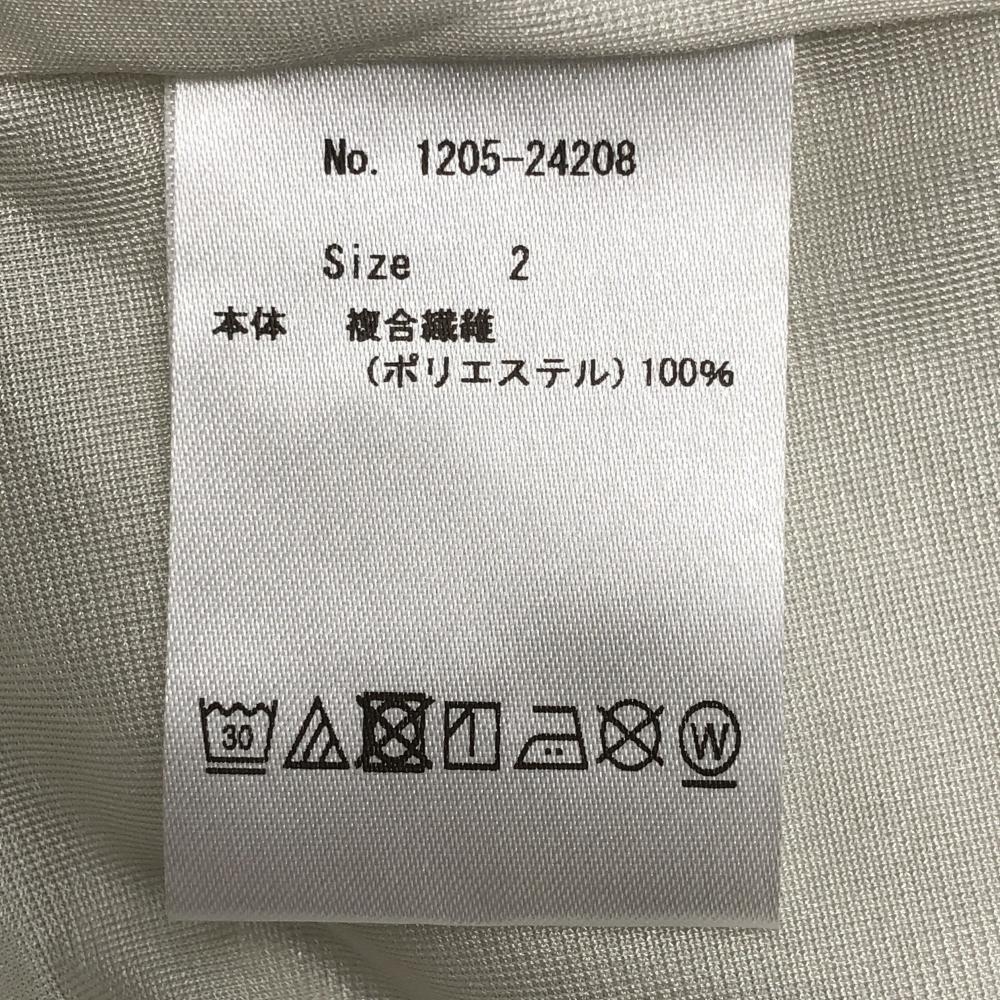 No. 1205-24208
Size 2
本体 複合繊維
(ポリエステル) 100%
30 W